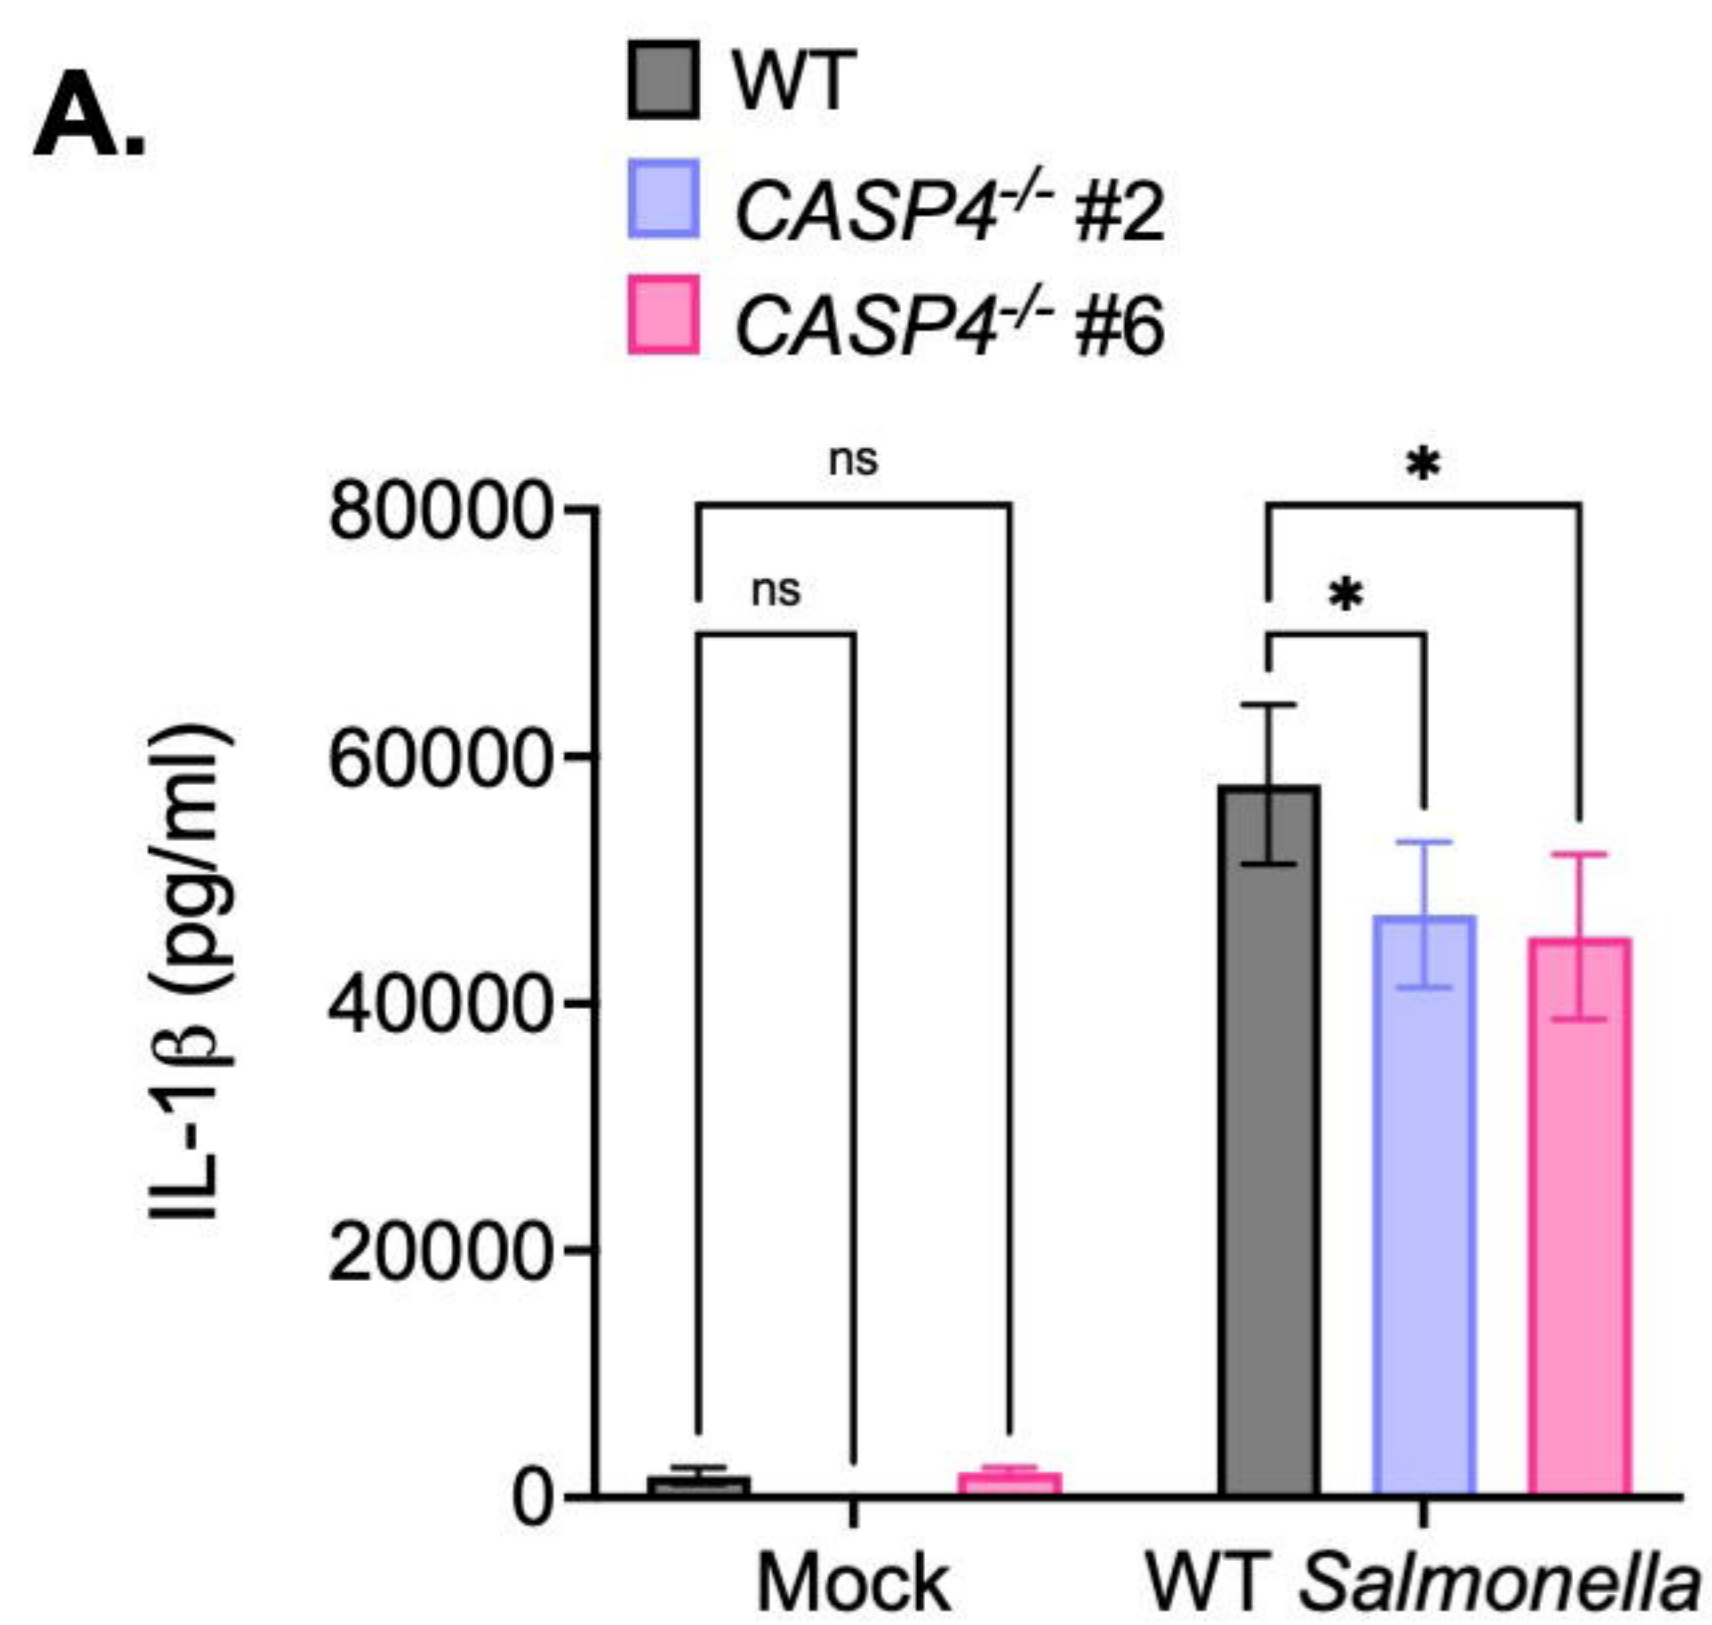 A.
WT
CASP4-/- #2
CASP4-/- #6
ns
*
ns
*
80000
60000
40000
20000
0
IL-1β (pg/ml)
Mock
WT Salmonella